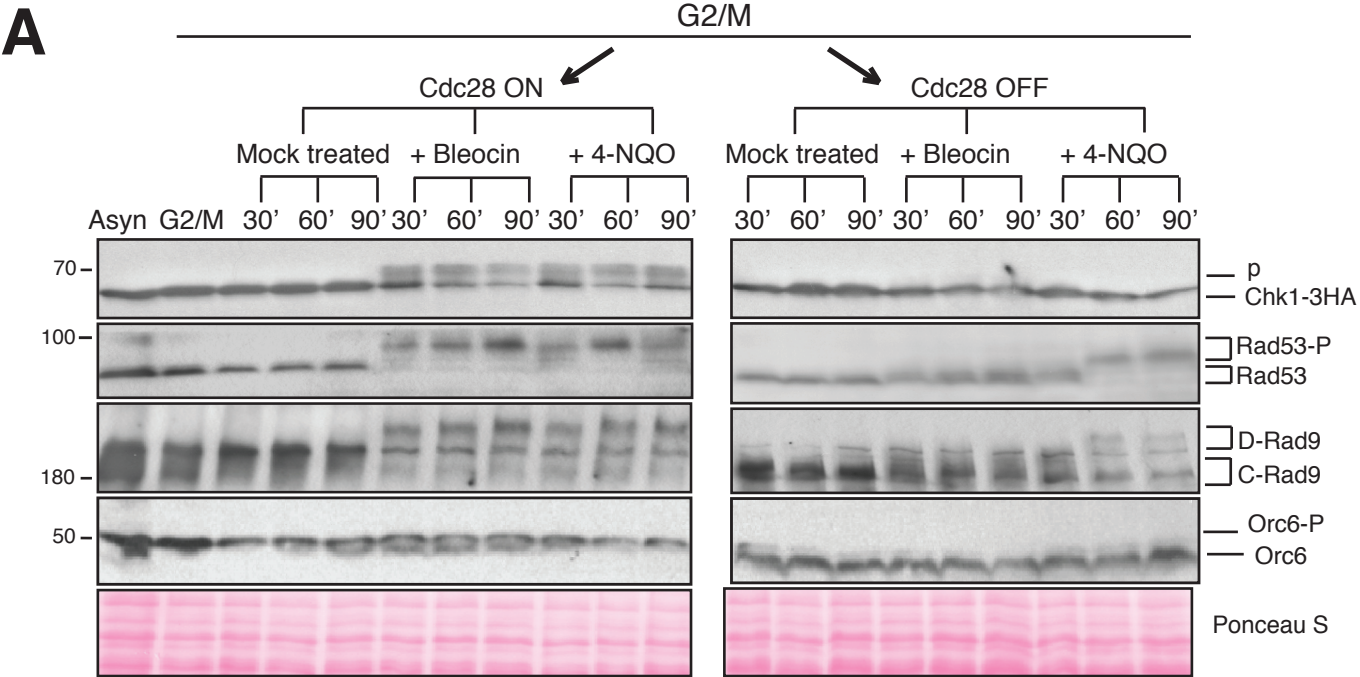 A
G2/M
Cdc28 ON
Cdc28 OFF
Mock treated + Bleocin + 4-NQO
Mock treated + Bleocin + 4-NQO
Asyn G2/M 30’ 60’ 90’ 30’ 60’ 90’ 30’ 60’ 90’
30’ 60’ 90’ 30’ 60’ 90’ 30’ 60’ 90’
70
p
Chk1-3HA
100
Rad53-P
Rad53
180
D-Rad9
C-Rad9
50
Orc6-P
Orc6
Ponceau S